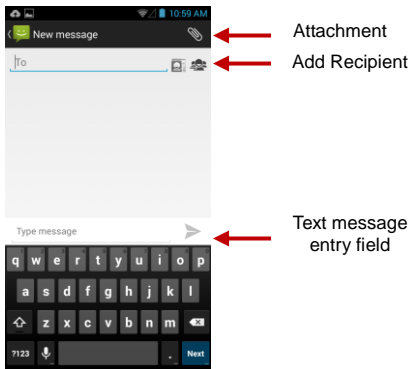 10:59 AM
New message
Attachment
To
Add Recipient
Type message
Text message
entry field
q w e r t y u i o p
a s d f g h j k l
z x c v b n m
?123 . Next